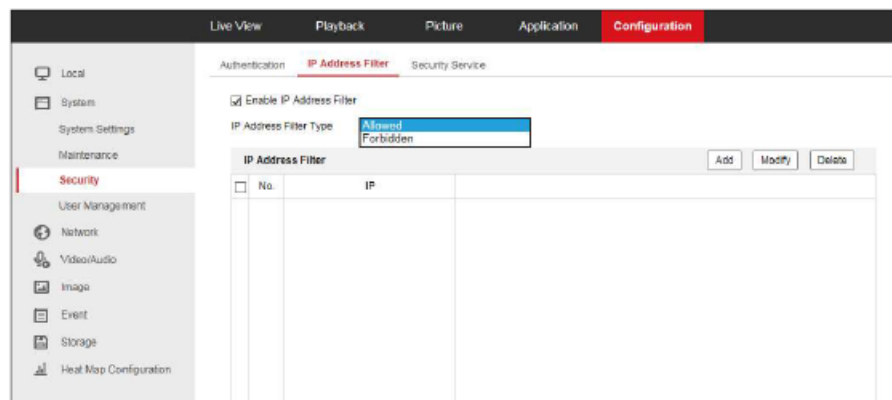 Live View Playback Picture Application Configuration
Local
System
System Settings
Maintenance
Security
User Management
Network
Video/Audio
Image
Event
Storage
Heat Map Configuration
Authentication IP Address Filter Security Service
Enable IP Address Filter
IP Address Filter Type Allowed
Forbidden
IP Address Filter Add Modify Delete
No. IP